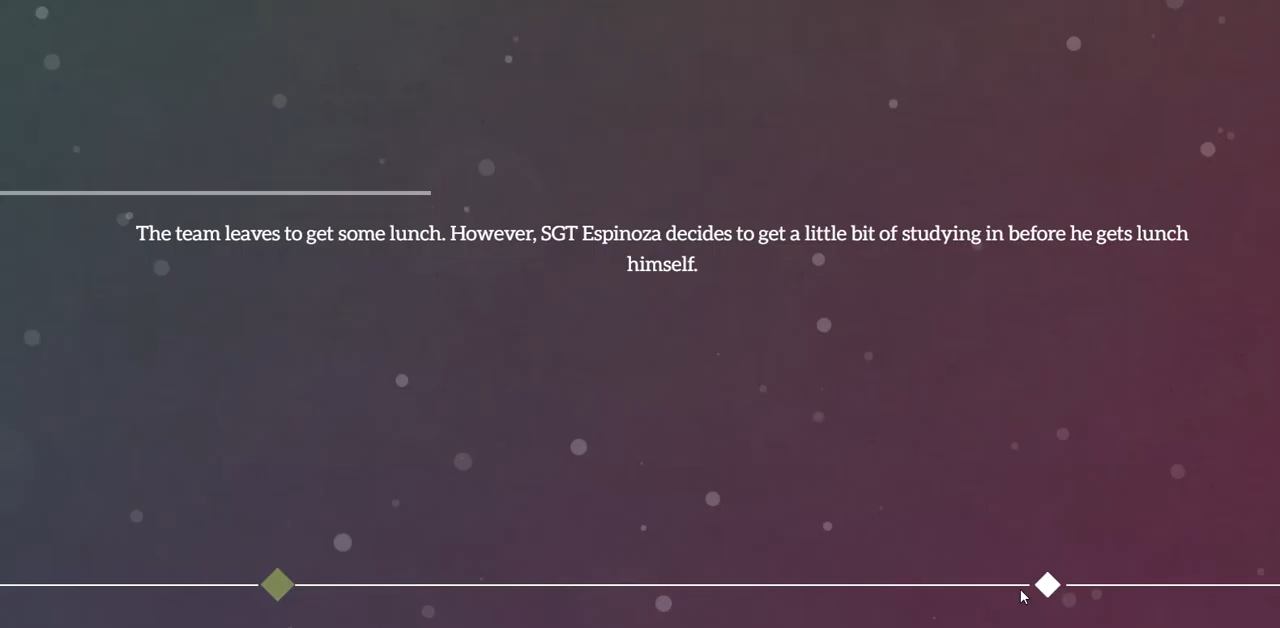 The team leaves to get some lunch. However, SGT Espinoza decides to get a little bit of studying in before he gets lunch
himself.